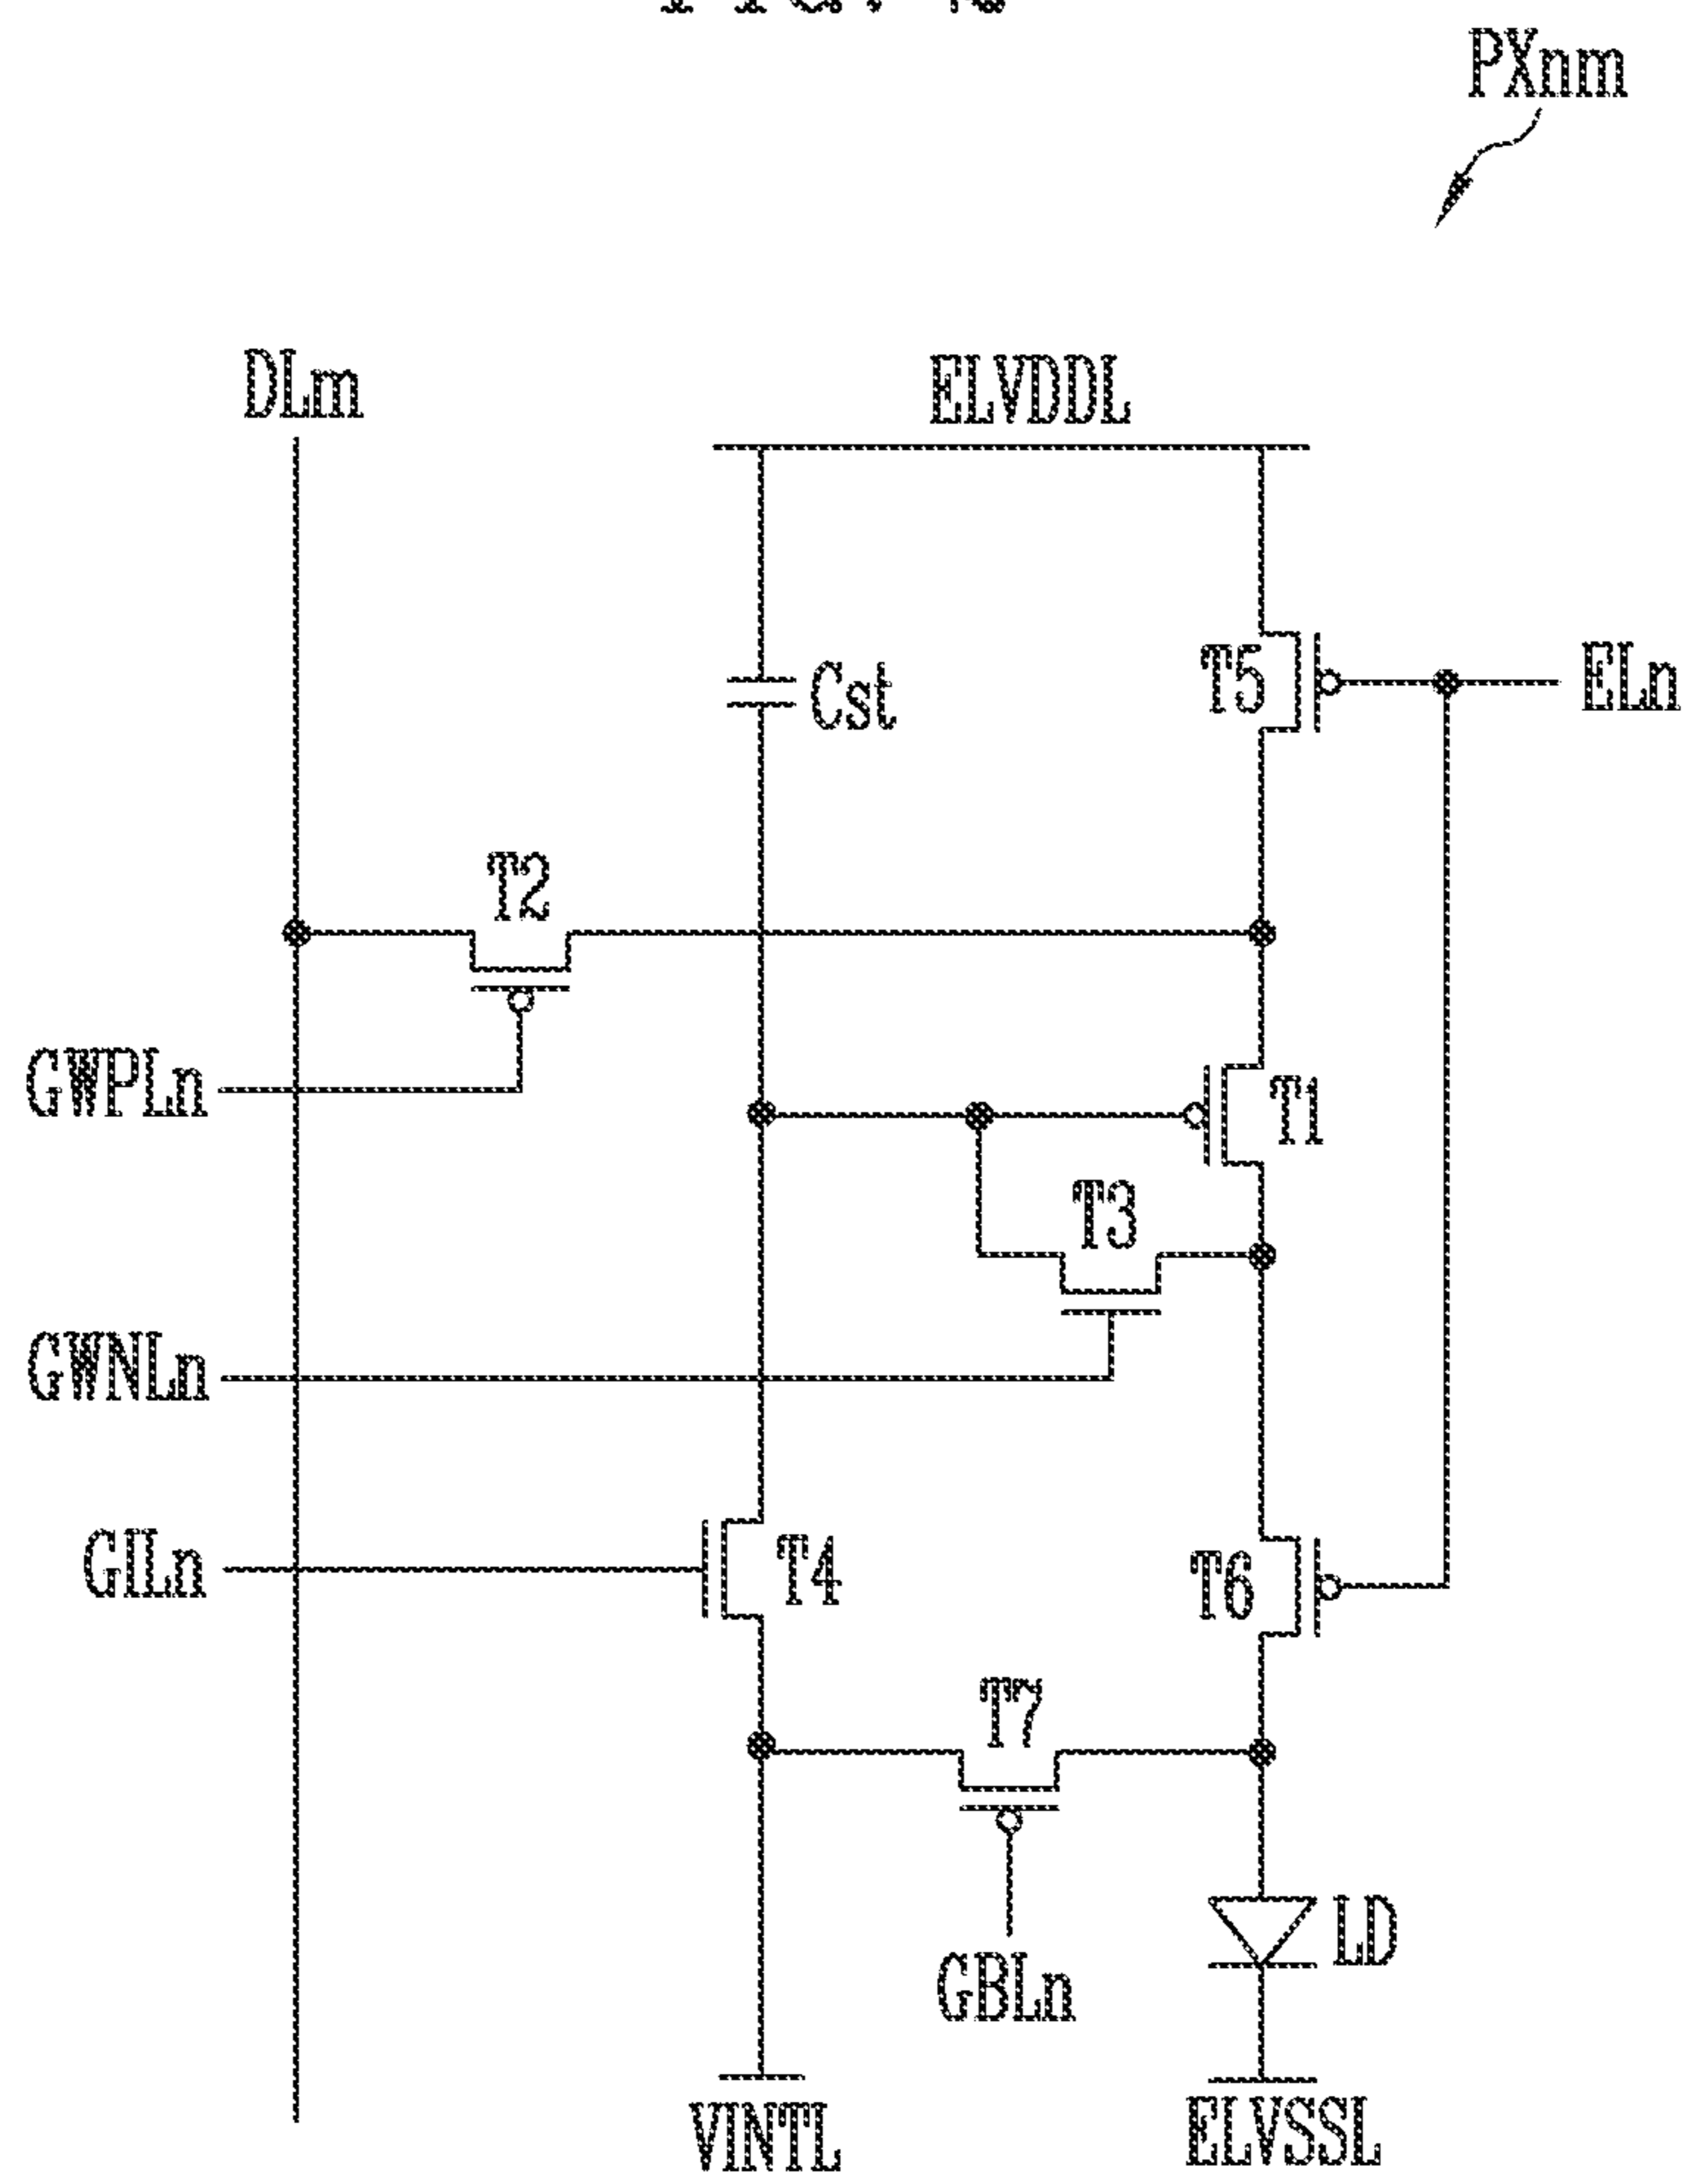 PXnm
DLm
ELVDDL
T5
ELn
Cst
T2
GWPLn
T1
T3
GWNLn
GILn
T4
T6
T7
LD
GBLn
VINTL
ELVSSL